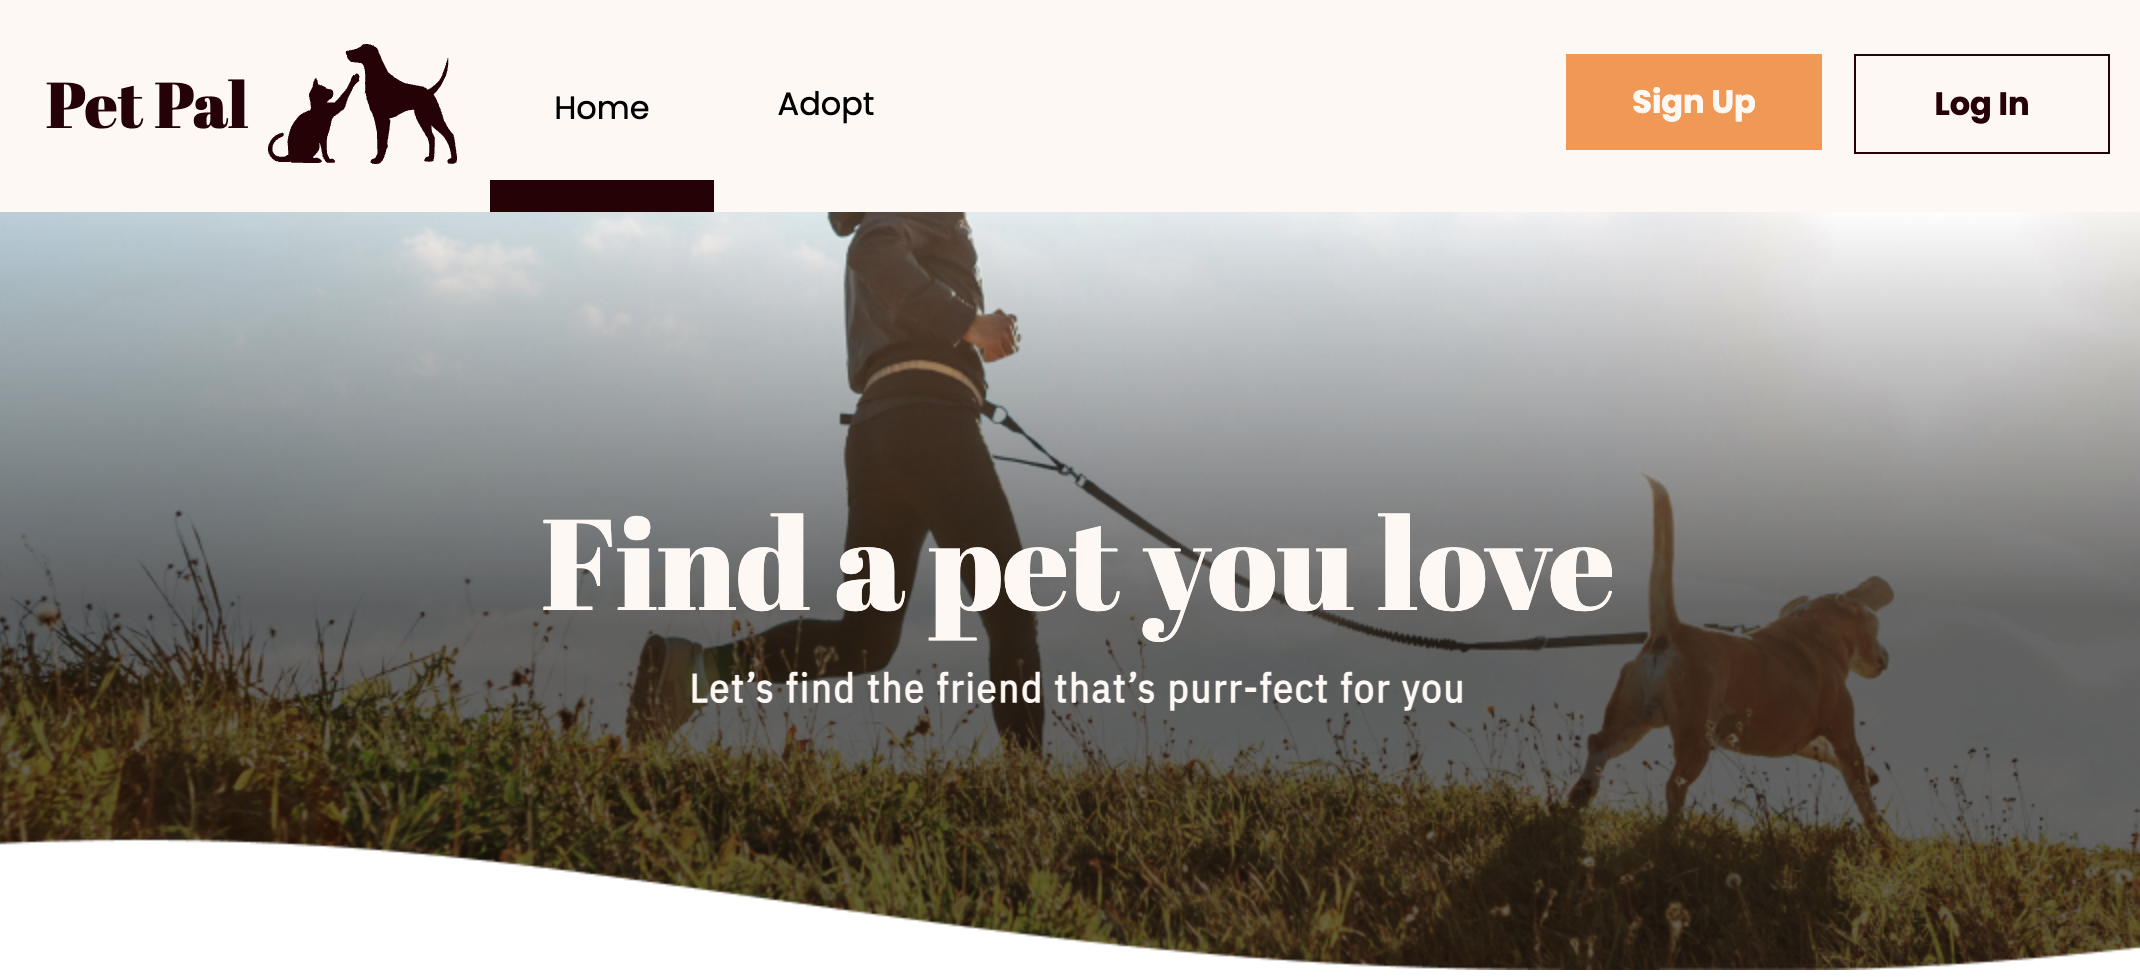 Pet Pal
Home
Adopt
Sign Up
Log In
Find a pet you love
Let’s find the friend that’s purr-fect for you